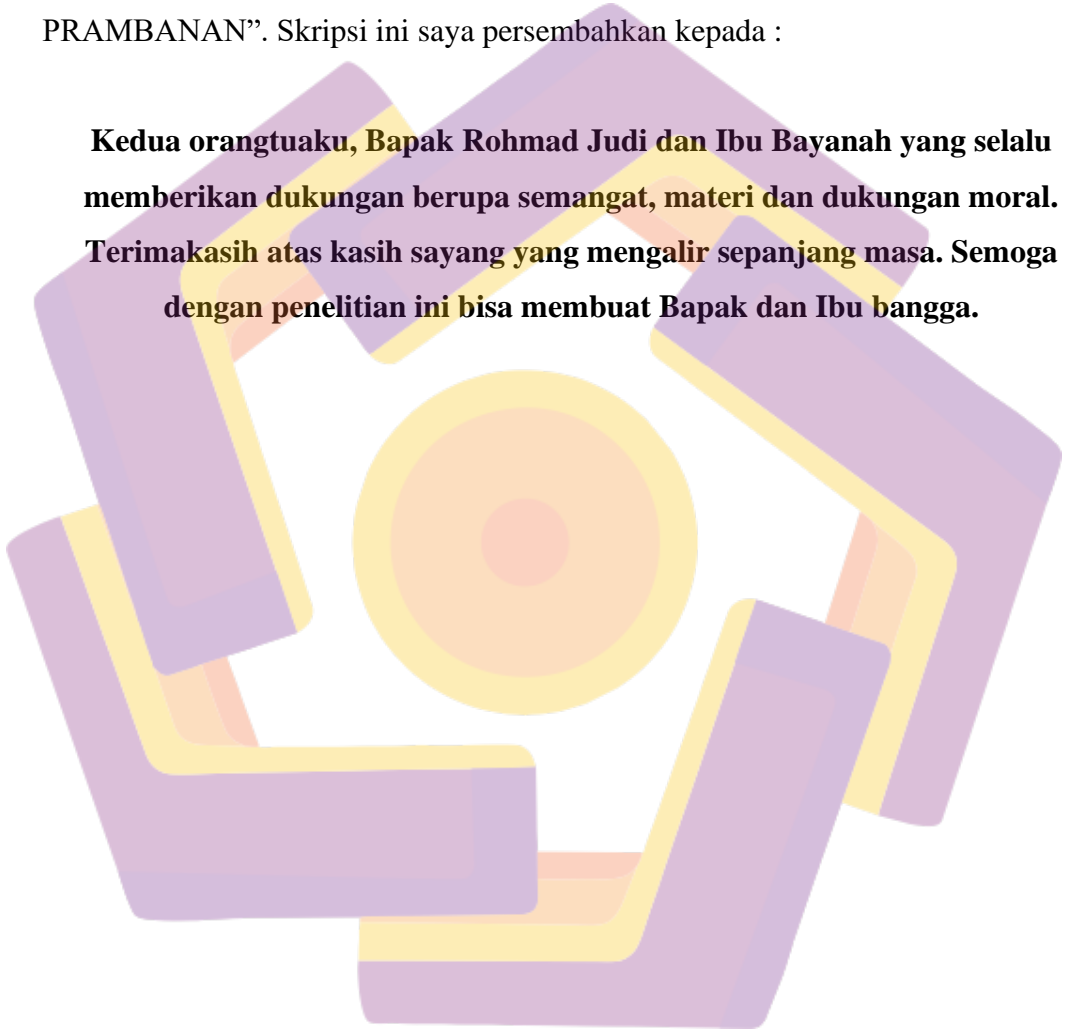 PRAMBANAN”. Skripsi ini saya persembahkan kepada :
Kedua orangtuaku, Bapak Rohmad Judi dan Ibu Bayanah yang selalu
memberikan dukungan berupa semangat, materi dan dukungan moral.
Terimakasih atas kasih sayang yang mengalir sepanjang masa. Semoga
dengan penelitian ini bisa membuat Bapak dan Ibu bangga.